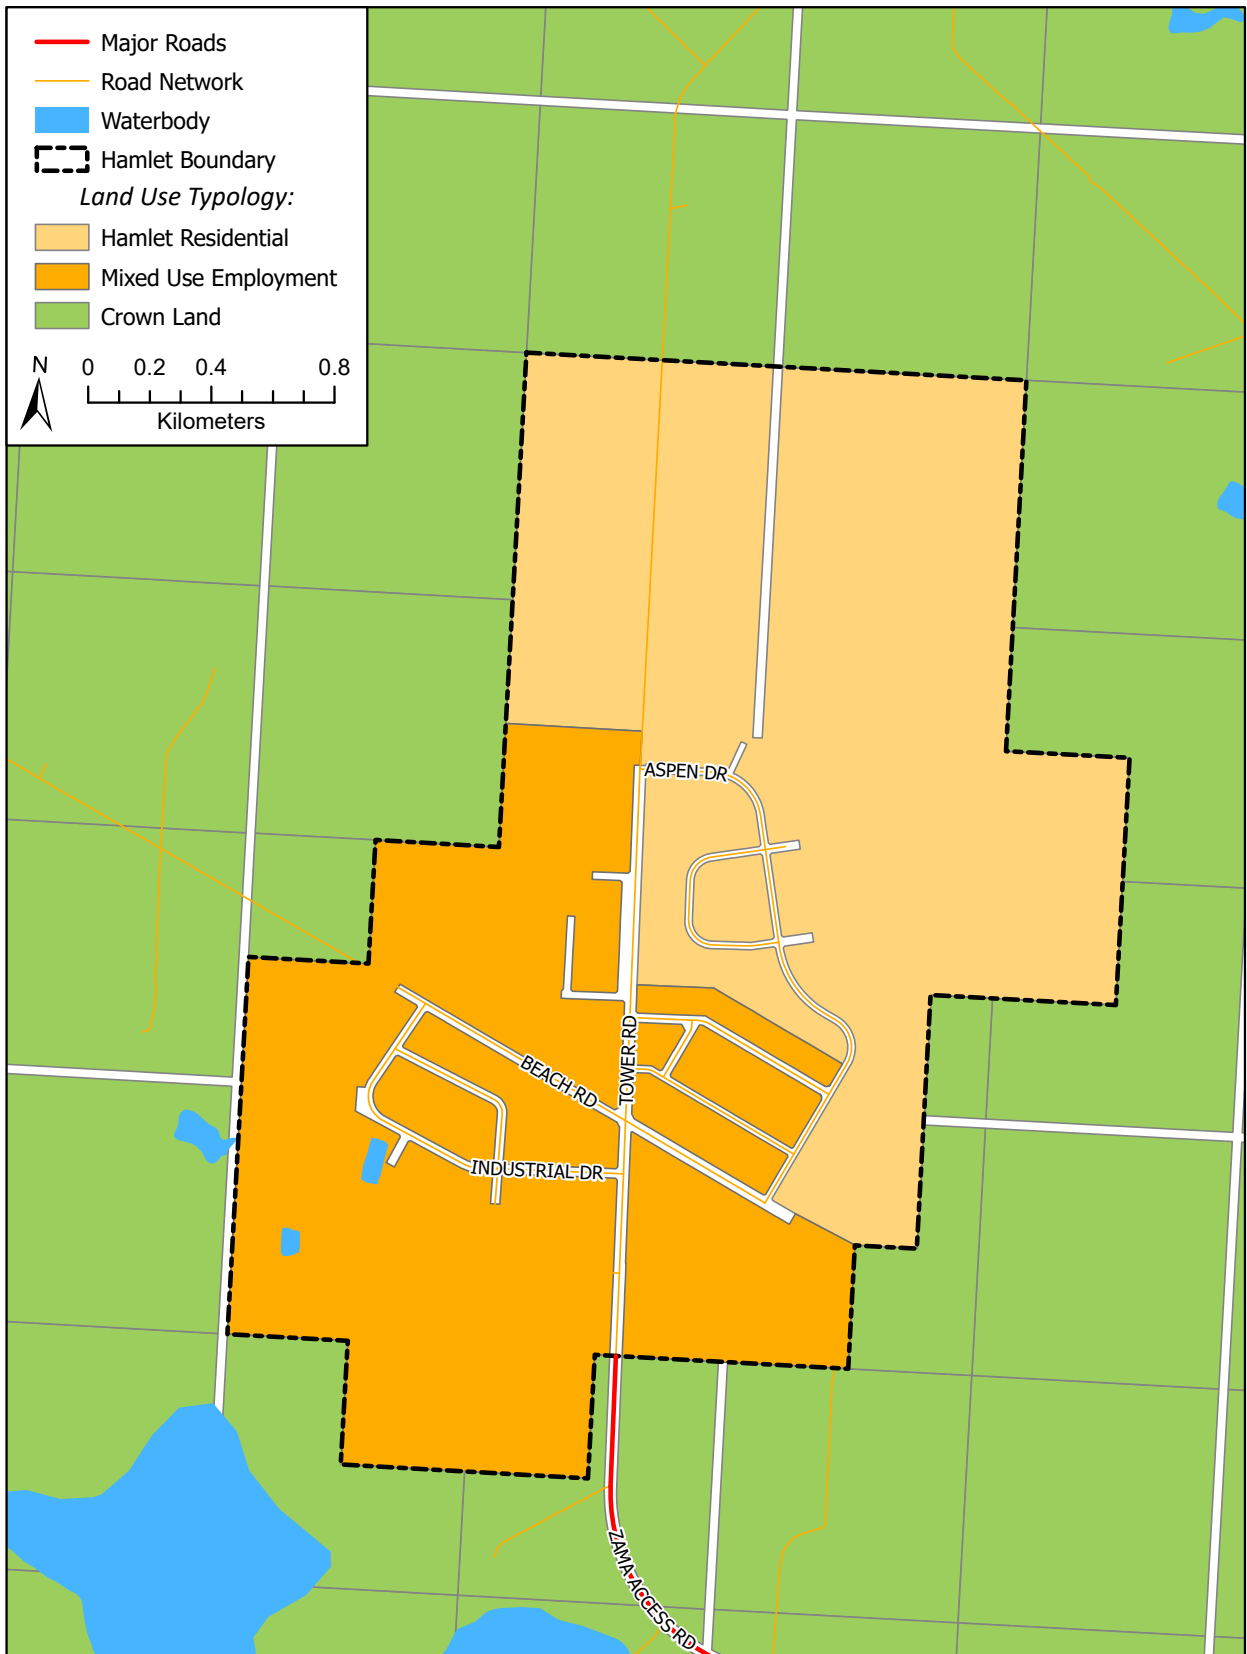 Major Roads
Road Network
Waterbody
Hamlet Boundary
Land Use Typology:
Hamlet Residential
Mixed Use Employment
Crown Land
N
0 0.2 0.4 0.8
Kilometers
ASPEN DR
TOWER RD
BEACH RD
INDUSTRIAL DR
ZAMA ACCESS RD